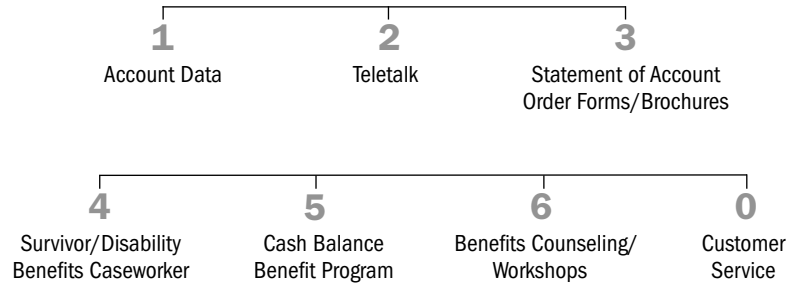 1 2 3
Account Data Teletalk Statement of Account
Order Forms/Brochures
4 5 6 0
Survivor/Disability Cash Balance Benefits Counseling/ Customer
Benefits Caseworker Benefit Program Workshops Service